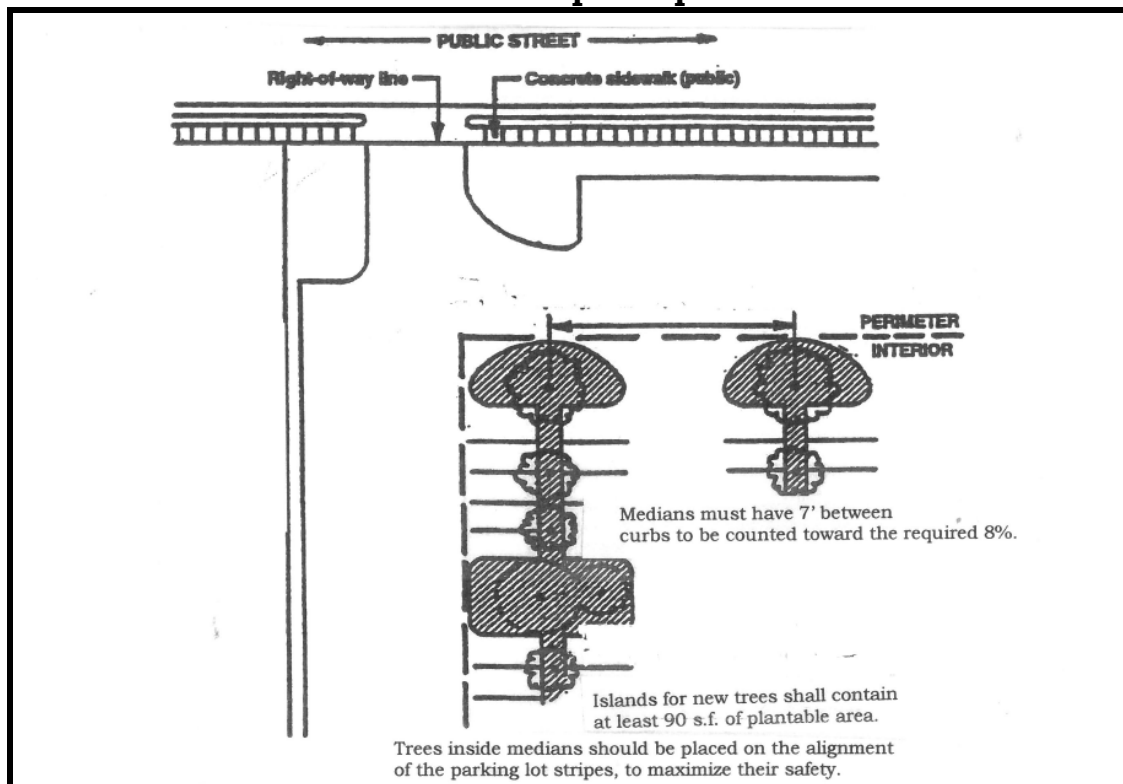 PUBLIC STREET
Right-of-way line
Concrete sidewalk (public)
PERIMETER
INTERIOR
Medians must have 7' between
curbs to be counted toward the required 8%.
Islands for new trees shall contain
at least 90 s.f. of plantable area.
Trees inside medians should be placed on the alignment
of the parking lot stripes, to maximize their safety.